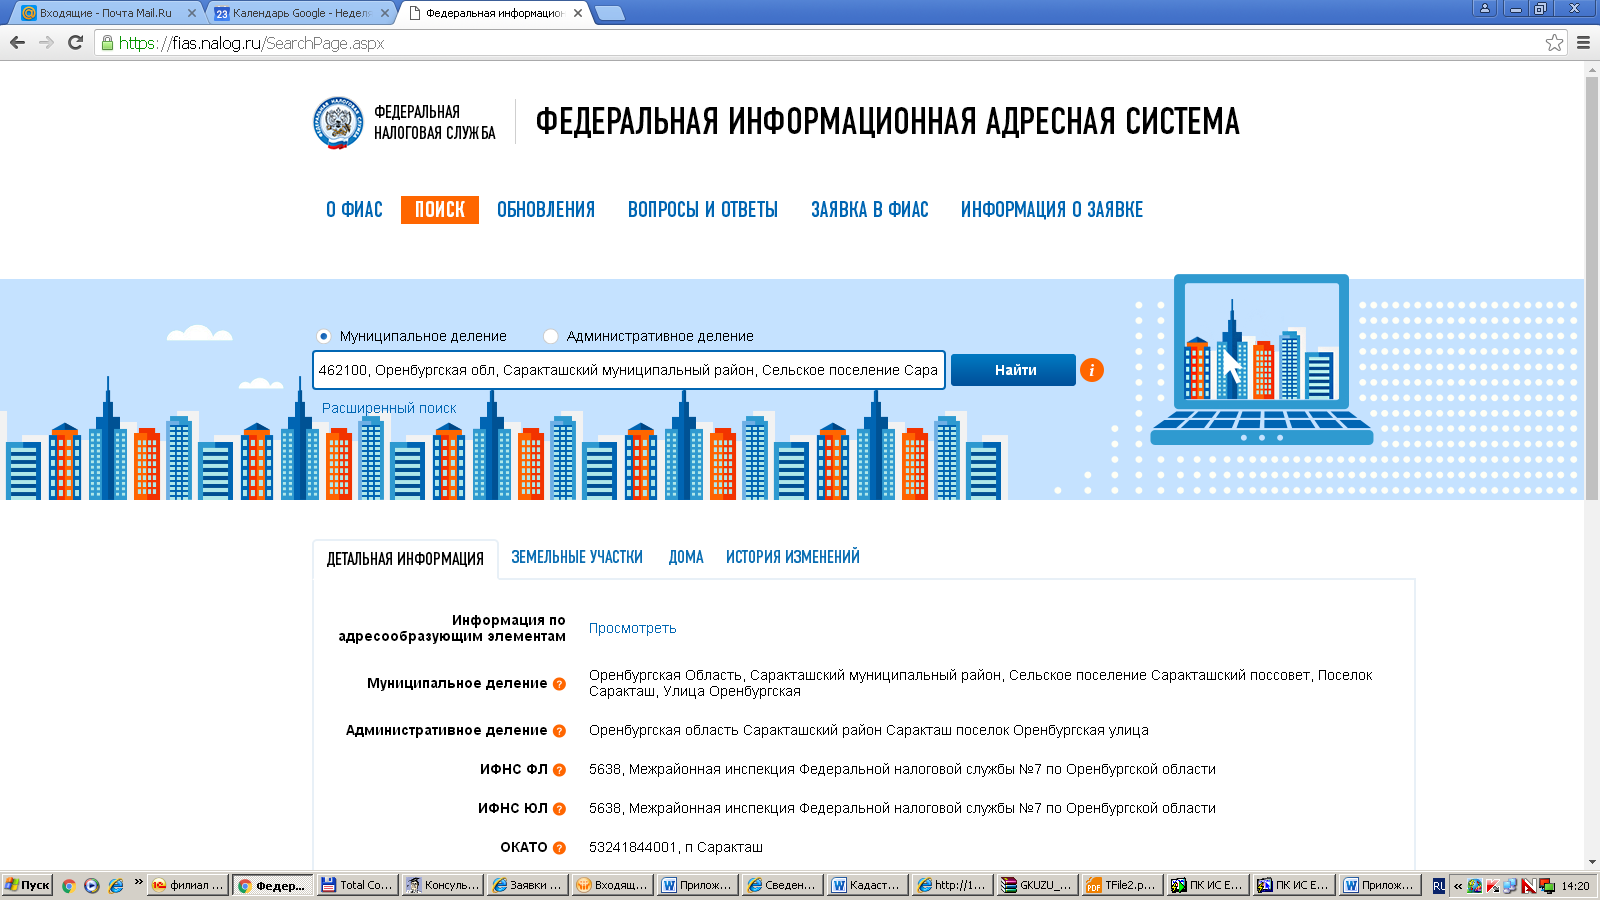 Входящие - Почта Mail.Ru
23 Календарь Google - Неделя
Федеральная информацион
https://fias.nalog.ru/SearchPage.aspx
ФЕДЕРАЛЬНАЯ
НАЛОГОВАЯ СЛУЖБА
ФЕДЕРАЛЬНАЯ ИНФОРМАЦИОННАЯ АДРЕСНАЯ СИСТЕМА
О ФИАС ПОИСК ОБНОВЛЕНИЯ ВОПРОСЫ И ОТВЕТЫ ЗАЯВКА В ФИАС ИНФОРМАЦИЯ О ЗАЯВКЕ
Муниципальное деление Административное деление
462100, Оренбургская обл, Саракташский муниципальный район, Сельское поселение Сара
Найти
i
Расширенный поиск
ДЕТАЛЬНАЯ ИНФОРМАЦИЯ ЗЕМЕЛЬНЫЕ УЧАСТКИ ДОМА ИСТОРИЯ ИЗМЕНЕНИЙ
Информация по
адресообразующим элементам
Просмотреть
Муниципальное деление ?
Оренбургская Область, Саракташский муниципальный район, Сельское поселение Саракташский поссовет, Поселок
Саракташ, Улица Оренбургская
Административное деление ? Оренбургская область Саракташский район Саракташ поселок Оренбургская улица
ИФНС ФЛ ? 5638, Межрайонная инспекция Федеральной налоговой службы №7 по Оренбургской области
ИФНС ЮЛ ? 5638, Межрайонная инспекция Федеральной налоговой службы №7 по Оренбургской области
ОКАТО ? 53241844001, п Саракташ
Пуск » филиал ... Федер... Total Co... Консуль... Заявки ... Входящ... Прилож... Сведен... Кадаст... http://1... GKUZU_... TFile2.p... ПК ИС Е... ПК ИС Е... Прилож... RU « 14:20